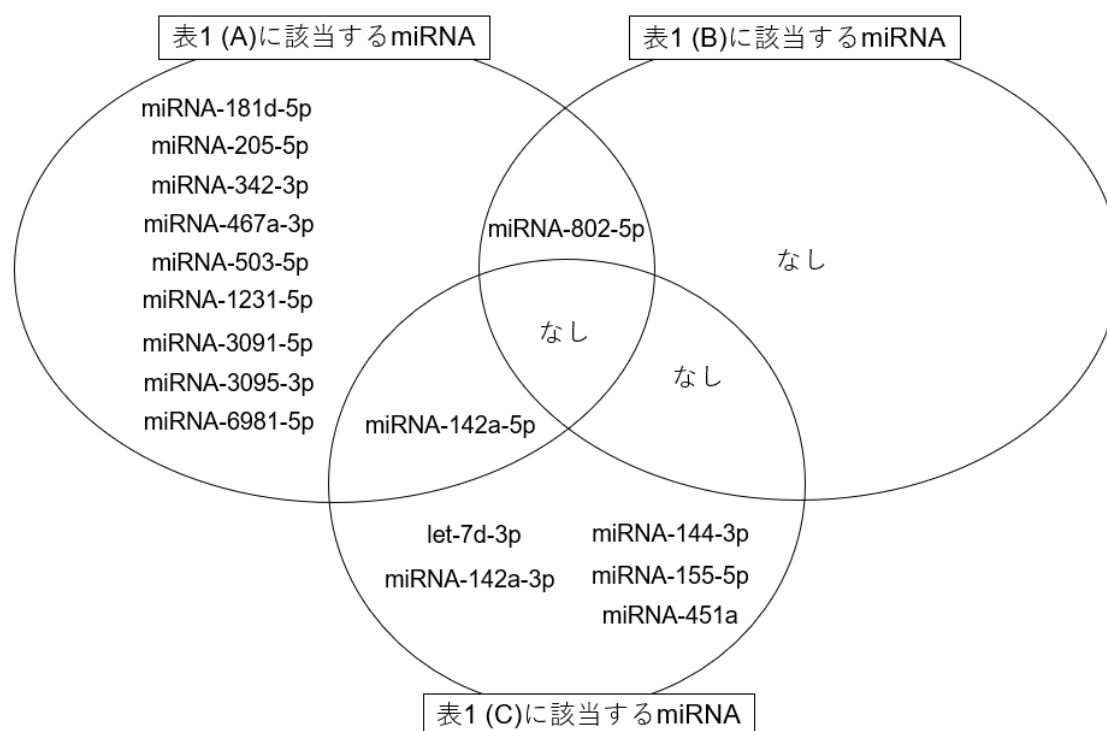 表1 (A)に該当するmiRNA
表1 (B)に該当するmiRNA
miRNA-181d-5p
miRNA-205-5p
miRNA-342-3p
miRNA-467a-3p
miRNA-503-5p
miRNA-1231-5p
miRNA-3091-5p
miRNA-3095-3p
miRNA-6981-5p
miRNA-802-5p
なし
なし
なし
miRNA-142a-5p
let-7d-3p
miRNA-142a-3p
miRNA-144-3p
miRNA-155-5p
miRNA-451a
表1 (C)に該当するmiRNA